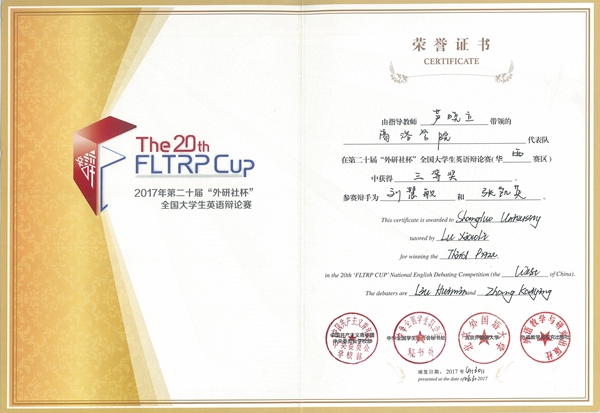 The 20th
FLTRP CUP
2017年第二十届“外研社杯”
全国大学生英语辩论赛
荣誉证书
CERTIFICATE
由指导教师 芦晓立 带领的
商洛学院 代表队
在第二十届“外研社杯”全国大学生英语辩论赛(华 西 赛区)
中获得 三等奖
参赛辩手为 刘慧敏 和 张凯英
This certificate is awarded to Shangluo University
tutored by Lu Xiaoli
for winning the Third Prize
in the 20th 'FLTRP CUP' National English Debating Competition (the West of China).
The debaters are Liu Huimin and Zhang Kaiying
颁发日期: 2017 年
presented at the date of 2017